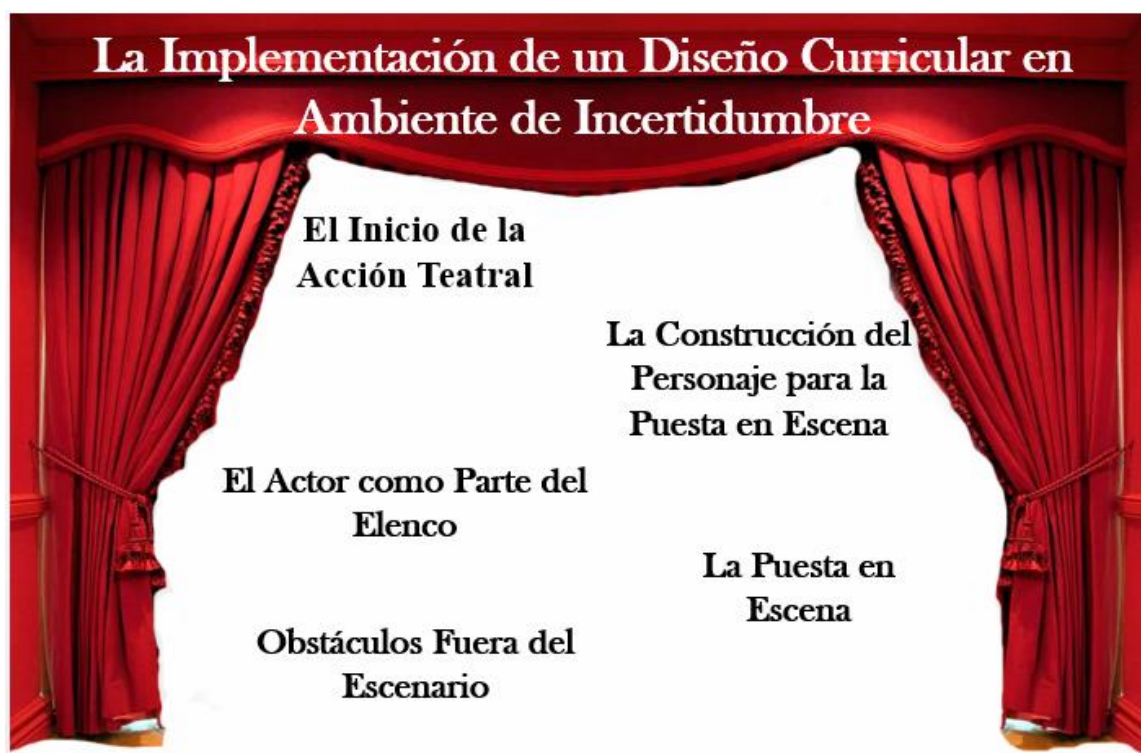 La Implementación de un Diseño Curricular en
Ambiente de Incertidumbre
El Inicio de la
Acción Teatral
La Construcción del
Personaje para la
Puesta en Escena
El Actor como Parte del
Elenco
La Puesta en
Escena
Obstáculos Fuera del
Escenario